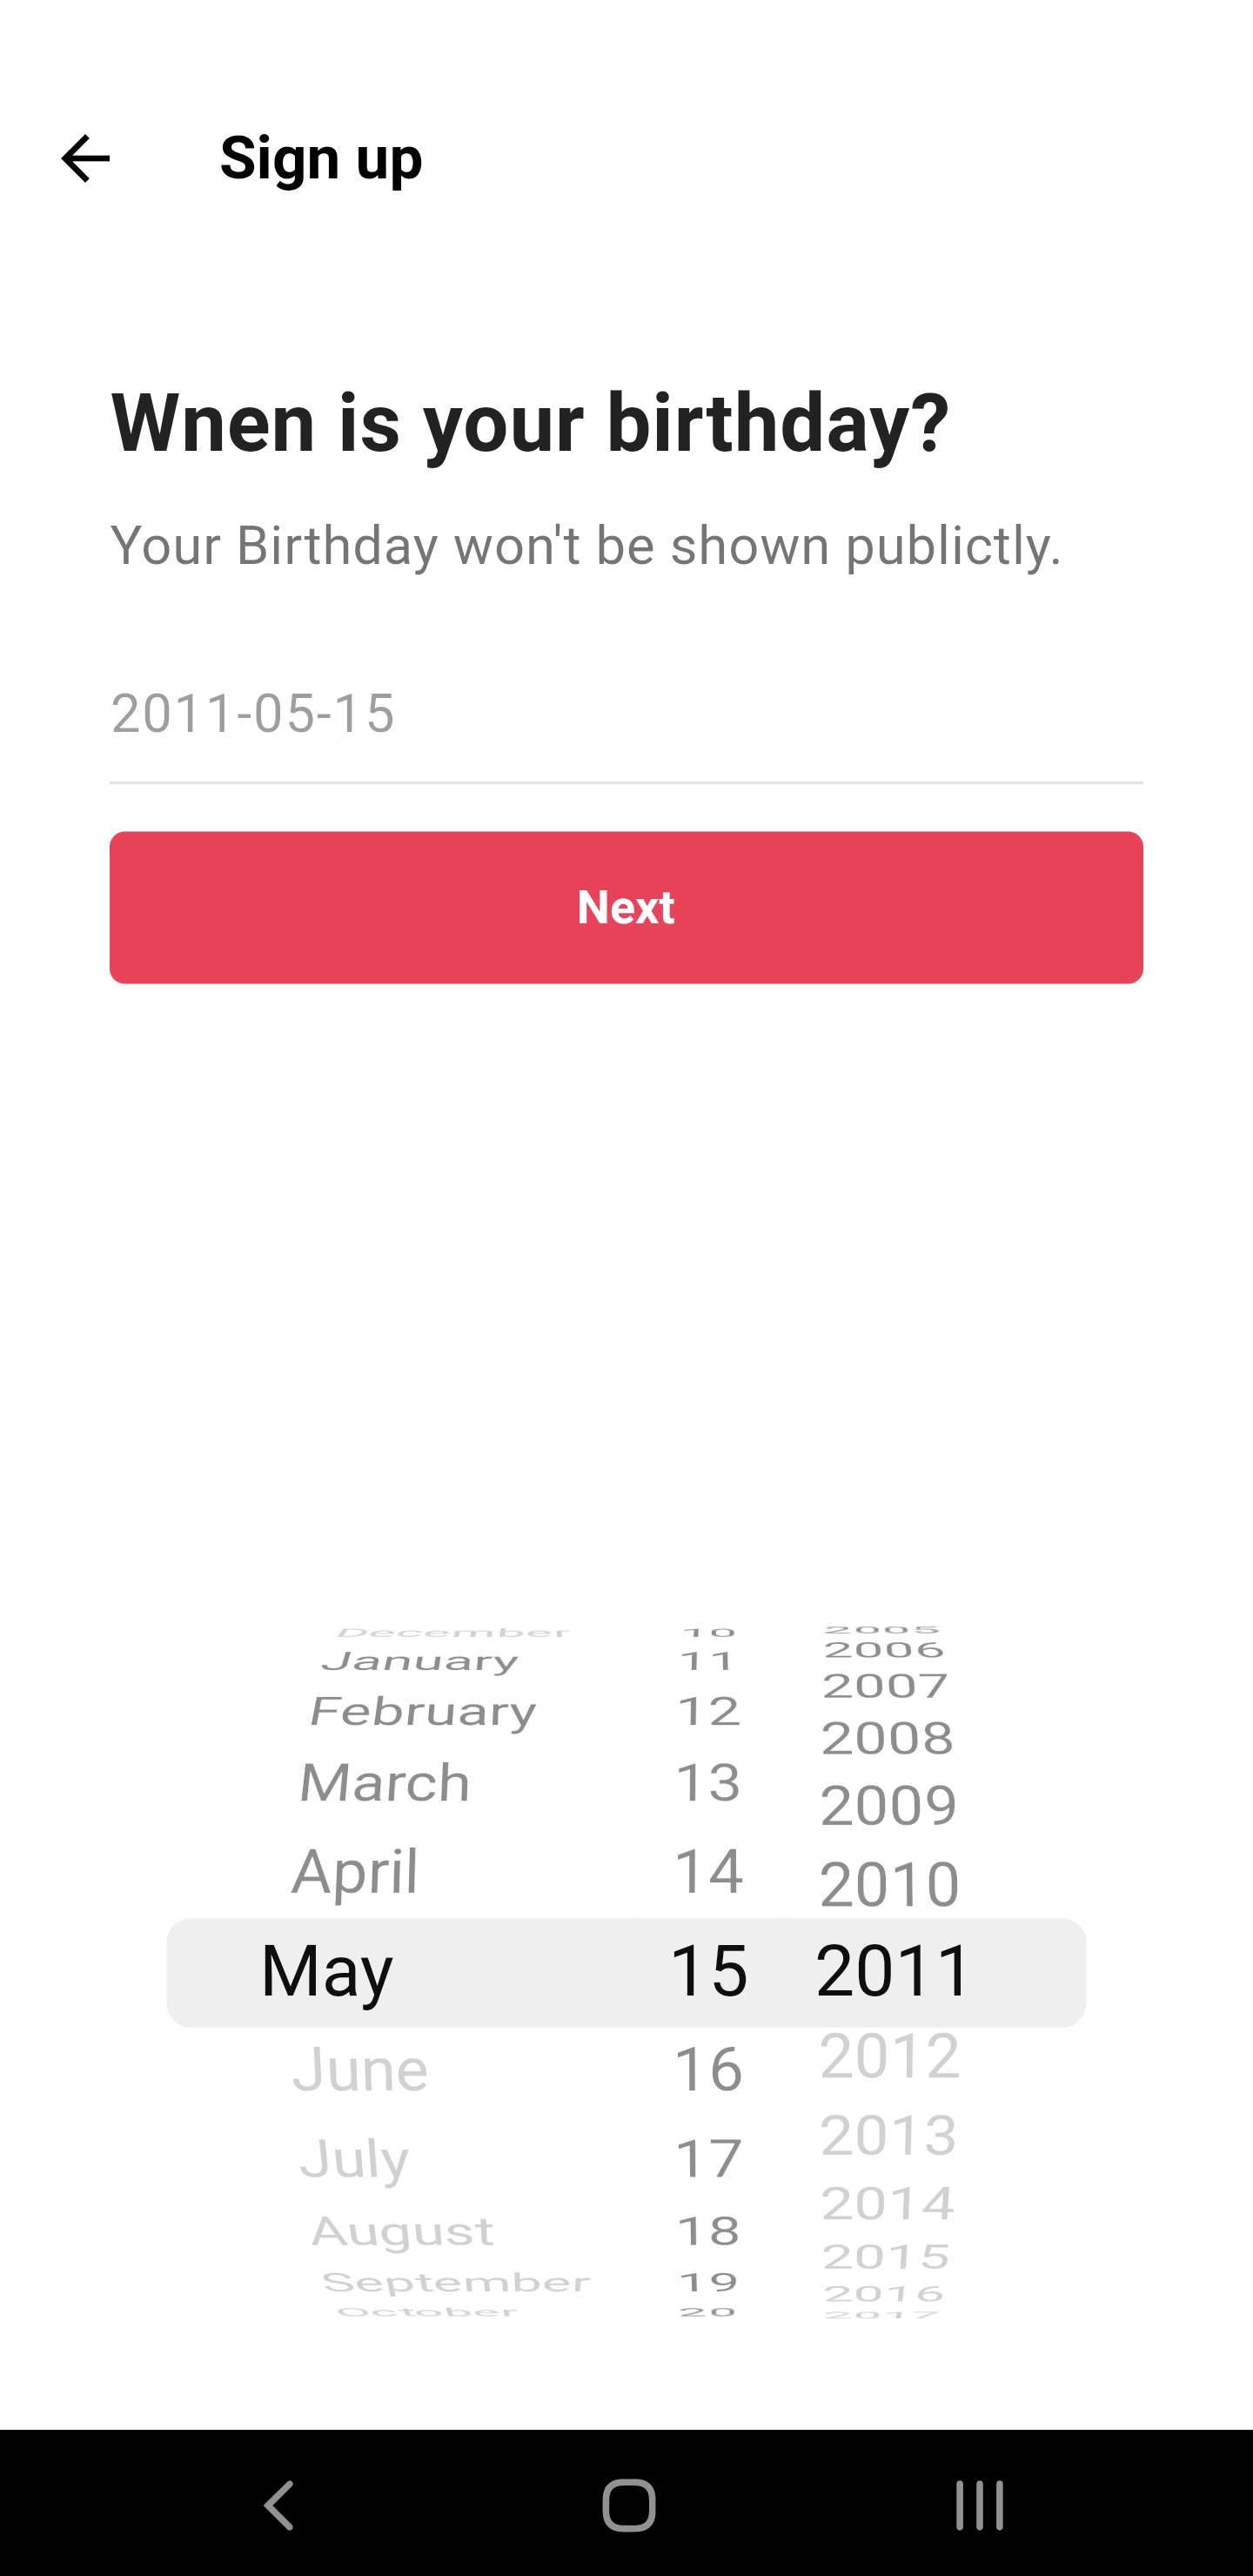 Sign up
Wnen is your birthday?
Your Birthday won't be shown publictly.
2011-05-15
Next
December 10 2005
January 11 2006
February 12 2007
2008
March 13 2009
April 14 2010
May 15 2011
June 16 2012
July 17 2013
August 18 2014
September 19 2015
2016
October 20 2017